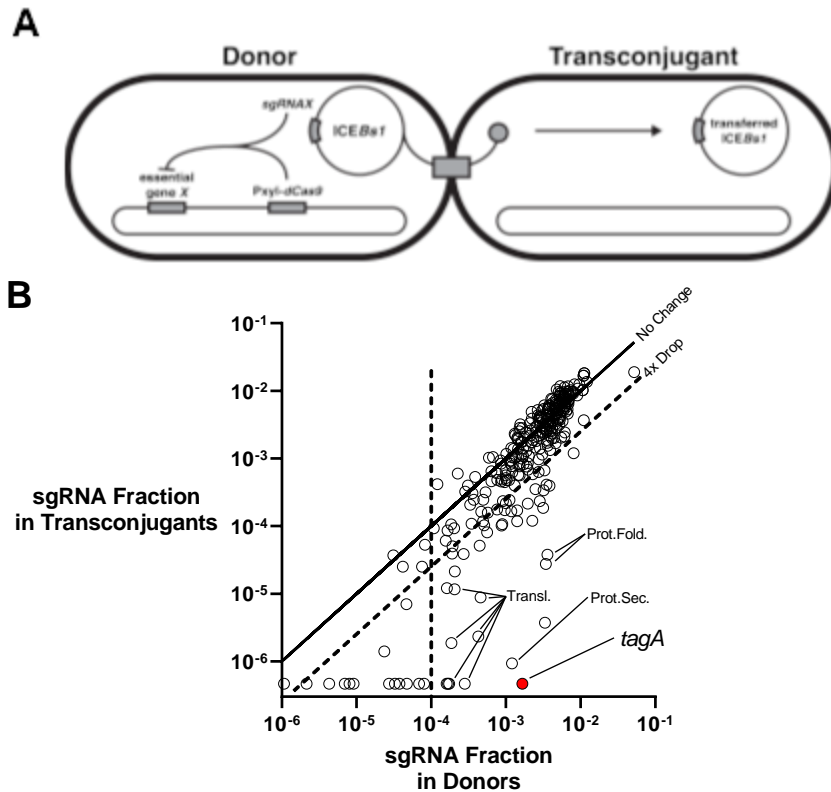 A
Donor
Transconjugant
sgRNAX
ICEBs1
transferred
ICEBs1
essential
gene X
Pxyl-dCas9
B
No Change
4x Drop
10-1
10-2
10-3
10-4
10-5
10-6
sgRNA Fraction
in Transconjugants
Prot.Fold.
Transl.
Prot.Sec.
tagA
10-6
10-5
10-4
10-3
10-2
10-1
sgRNA Fraction
in Donors